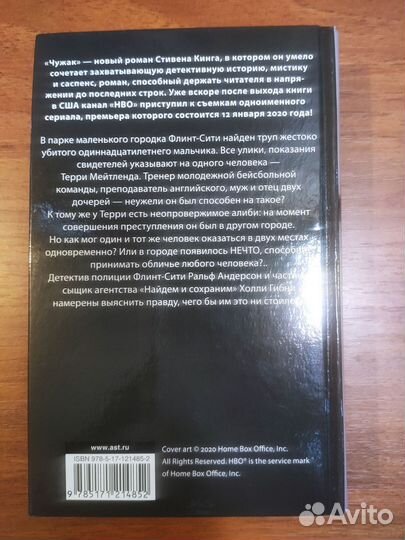 «Чужак» — новый роман Стивена Кинга, в котором он умело
сочетает захватывающую детективную историю, мистику
и саспенс, роман, способный держать читателя в напря-
жении до последних строк. Уже вскоре после выхода книги
в США канал «HBO» приступил к съемкам одноименного
сериала, премьера которого состоится 12 января 2020 года!
В парке маленького городка Флинт-Сити найден труп жестоко
убитого одиннадцатилетнего мальчика. Все улики, показания
свидетелей указывают на одного человека —
Терри Мейтленда. Тренер молодежной бейсбольной
команды, преподаватель английского, муж и отец двух
дочерей — неужели он был способен на такое?
К тому же у Терри есть неопровержимое алиби: на момент
совершения преступления он был в другом городе.
Но как мог один и тот же человек оказаться в двух местах
одновременно? Или в городе появилось НЕЧТО, способное
принимать обличье любого человека?..
Детектив полиции Флинт-Сити Ральф Андерсон и частный
сыщик агентства «Найдем и сохраним» Холли Гибни
намерены выяснить правду, чего бы им это ни стоило...
www.ast.ru
Cover art © 2020 Home Box Office, Inc.
All Rights Reserved. HBO® is the service mark
of Home Box Office, Inc.
ISBN 978-5-17-121485-2
9 785171 214852
Avito